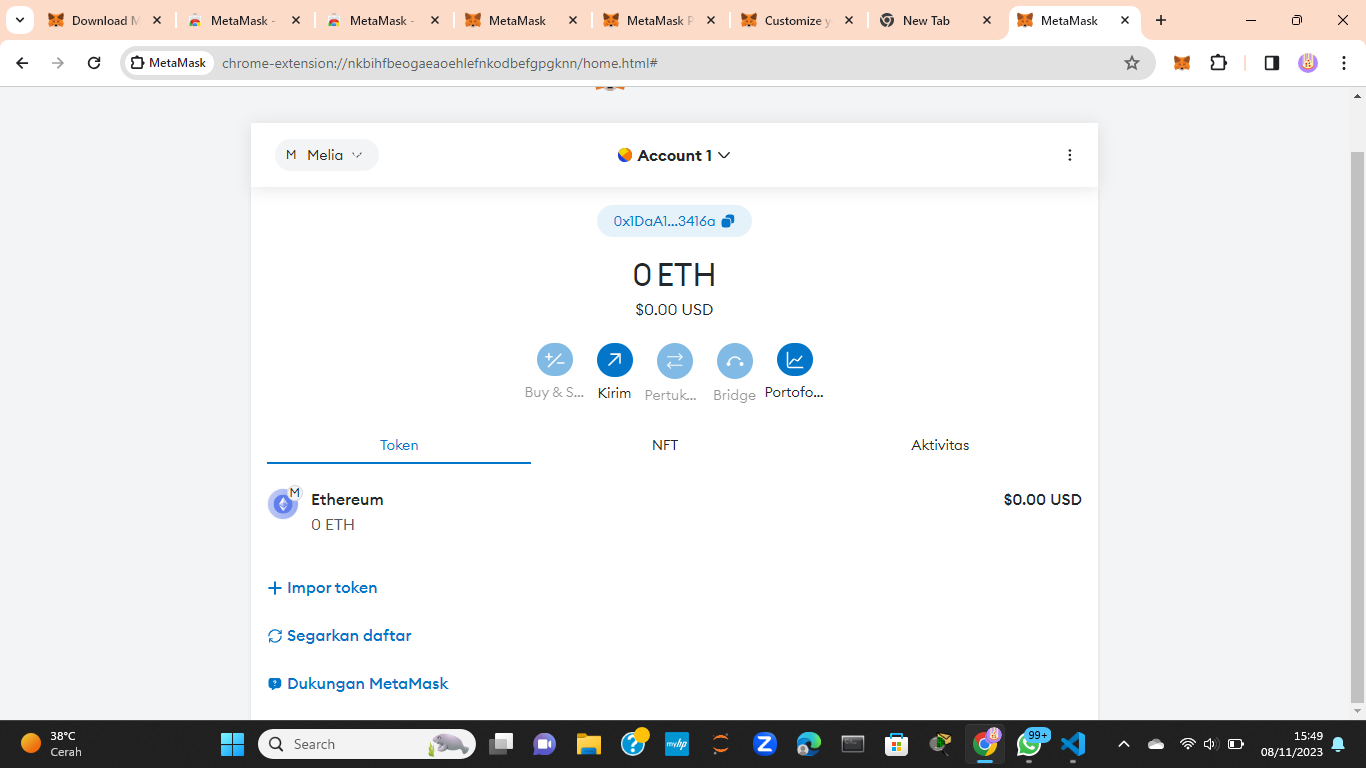 Download M
MetaMask -
MetaMask -
MetaMask
MetaMask P
Customize y
New Tab
MetaMask
MetaMask
chrome-extension://nkbihfbeogaeaoehlefnkodbefgpgknn/home.html#
M Melia
Account 1
0x1DaA1...3416a
0 ETH
$0.00 USD
Buy & S...
Kirim
Pertuk...
Bridge
Portofo...
Token
NFT
Aktivitas
M
Ethereum
$0.00 USD
0 ETH
Impor token
Segarkan daftar
Dukungan MetaMask
38°C
Cerah
Search
myhp
99+
15:49
08/11/2023